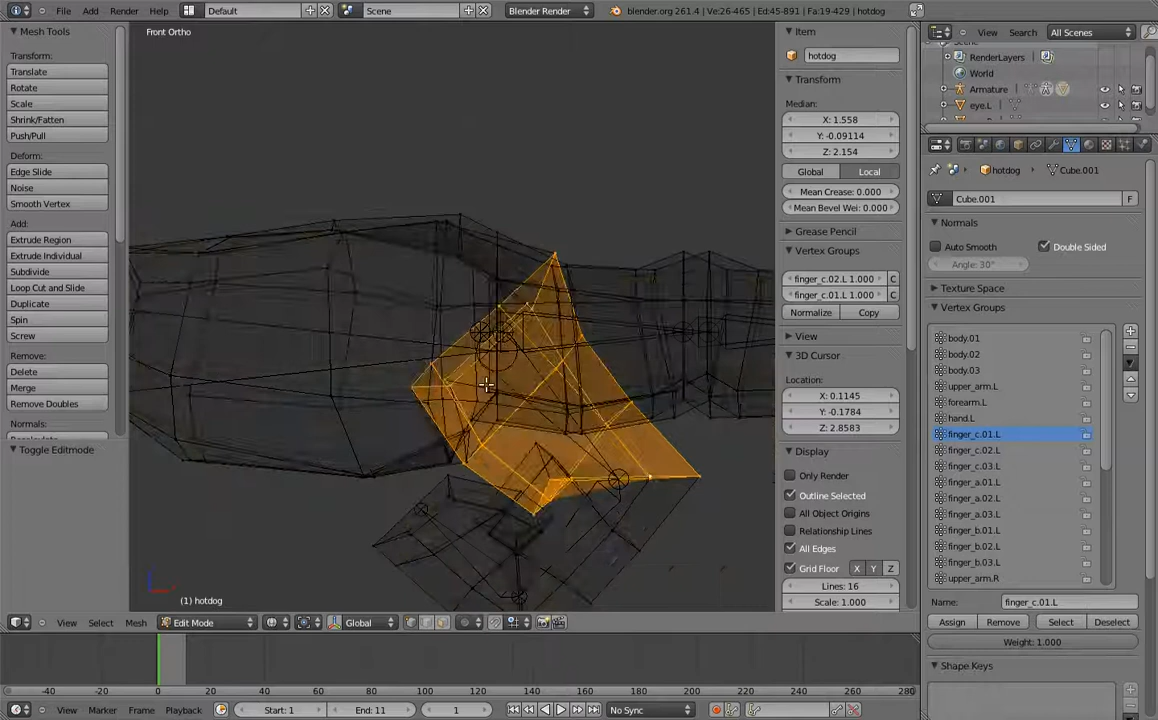 File Add Render Help Default Scene Blender Render blender.org 261.4 | Ve:26-465 | Ed:45-891 | Fa:19-429 | hotdog
Mesh Tools
Transform:
Translate
Rotate
Scale
Shrink/Fatten
Push/Pull
Deform:
Edge Slide
Noise
Smooth Vertex
Add:
Extrude Region
Extrude Individual
Subdivide
Loop Cut and Slide
Duplicate
Spin
Screw
Remove:
Delete
Merge
Remove Doubles
Normals:
Toggle Editmode
Front Ortho
(1) hotdog
Item
hotdog
Transform
Median:
X: 1.558
Y: -0.09114
Z: 2.154
Global Local
Mean Crease: 0.000
Mean Bevel Wei: 0.000
Grease Pencil
Vertex Groups
finger_c.02.L 1.000 C
finger_c.01.L 1.000 C
Normalize Copy
View
3D Cursor
Location:
X: 0.1145
Y: -0.1784
Z: 2.8583
Display
Only Render
Outline Selected
All Object Origins
Relationship Lines
All Edges
Grid Floor X Y Z
Lines: 16
Scale: 1.000
View Search All Scenes
RenderLayers
World
Armature
eye.L
hotdog Cube.001
Cube.001 F
Normals
Auto Smooth Double Sided
Angle: 30°
Texture Space
Vertex Groups
body.01
body.02
body.03
upper_arm.L
forearm.L
hand.L
finger_c.01.L
finger_c.02.L
finger_c.03.L
finger_a.01.L
finger_a.02.L
finger_a.03.L
finger_b.01.L
finger_b.02.L
finger_b.03.L
upper_arm.R
Name: finger_c.01.L
Assign Remove Select Deselect
Weight: 1.000
Shape Keys
View Select Mesh Edit Mode Global
-40 -20 0 20 40 60 80 100 120 140 160 180 200 220 240 260 280
View Marker Frame Playback Start: 1 End: 11 1 No Sync